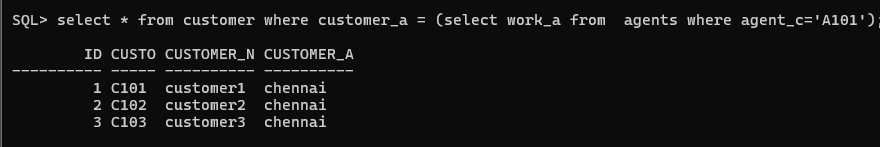 SQL> select * from customer where customer_a = (select work_a from  agents where agent_c='A101');
        ID CUSTO CUSTOMER_N CUSTOMER_A
---------- ----- ---------- ----------
         1 C101  customer1  chennai
         2 C102  customer2  chennai
         3 C103  customer3  chennai